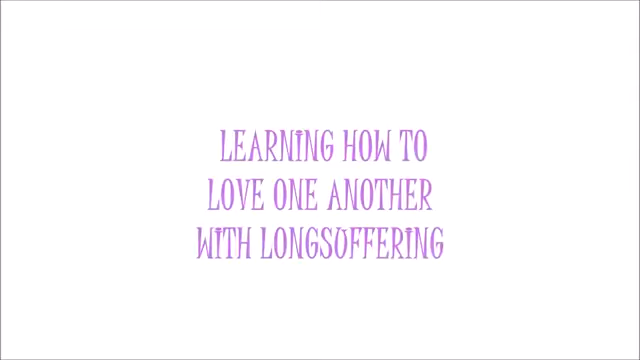 LEARNING HOW TO
LOVE ONE ANOTHER
WITH LONGSUFFERING